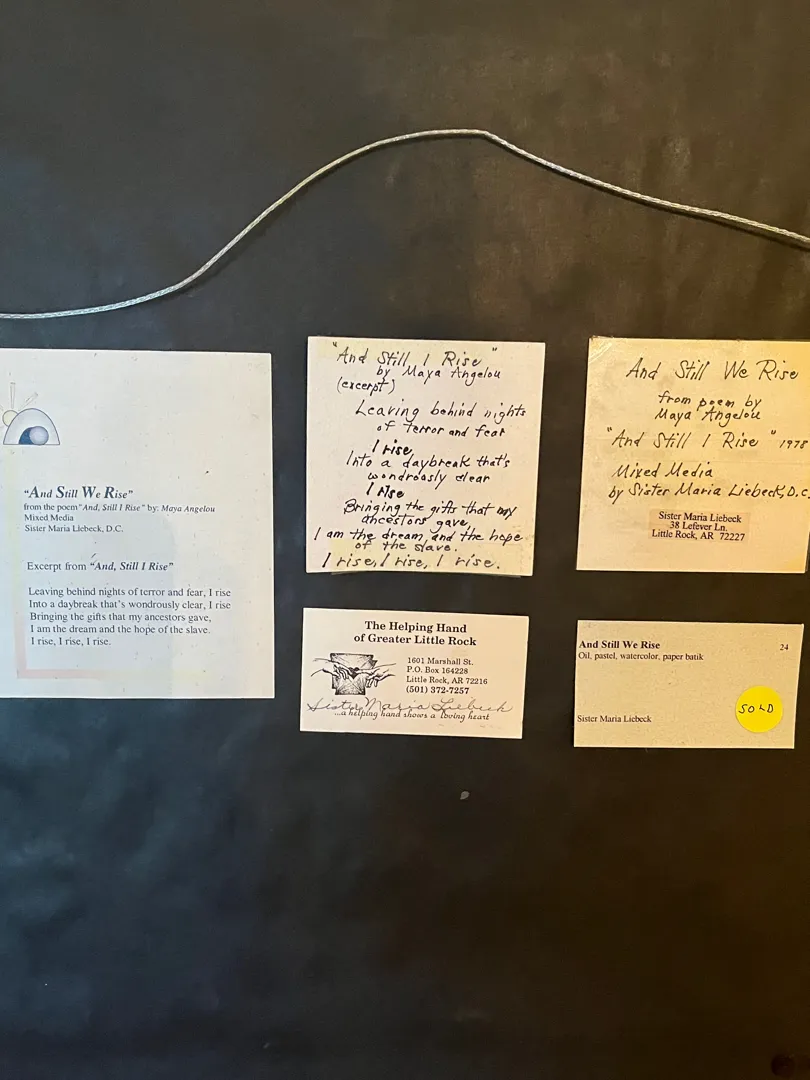 "And Still We Rise"
from the poem "And, Still I Rise" by: Maya Angelou
Mixed Media
Sister Maria Liebeck, D.C.
Excerpt from "And, Still I Rise"
Leaving behind nights of terror and fear, I rise
Into a daybreak that's wondrously clear, I rise
Bringing the gifts that my ancestors gave,
I am the dream and the hope of the slave.
I rise, I rise, I rise.
"And Still I Rise"
by Maya Angelou
(excerpt)
Leaving behind nights
of terror and fear
I rise,
Into a daybreak that's
wondrously clear
I rise
Bringing the gifts that my
ancestors gave,
I am the dream, and the hope
of the slave.
I rise, I rise, I rise.
And Still We Rise
from poem by
Maya Angelou
"And Still I Rise" 1978
Mixed Media
by Sister Maria Liebeck, D.C.
Sister Maria Liebeck
38 Lefever Ln.
Little Rock, AR 72227
The Helping Hand
of Greater Little Rock
1601 Marshall St.
P.O. Box 164228
Little Rock, AR 72216
(501) 372-7257
Sister Maria Liebeck
...a helping hand shows a loving heart
And Still We Rise 24
Oil, pastel, watercolor, paper batik
SOLD
Sister Maria Liebeck